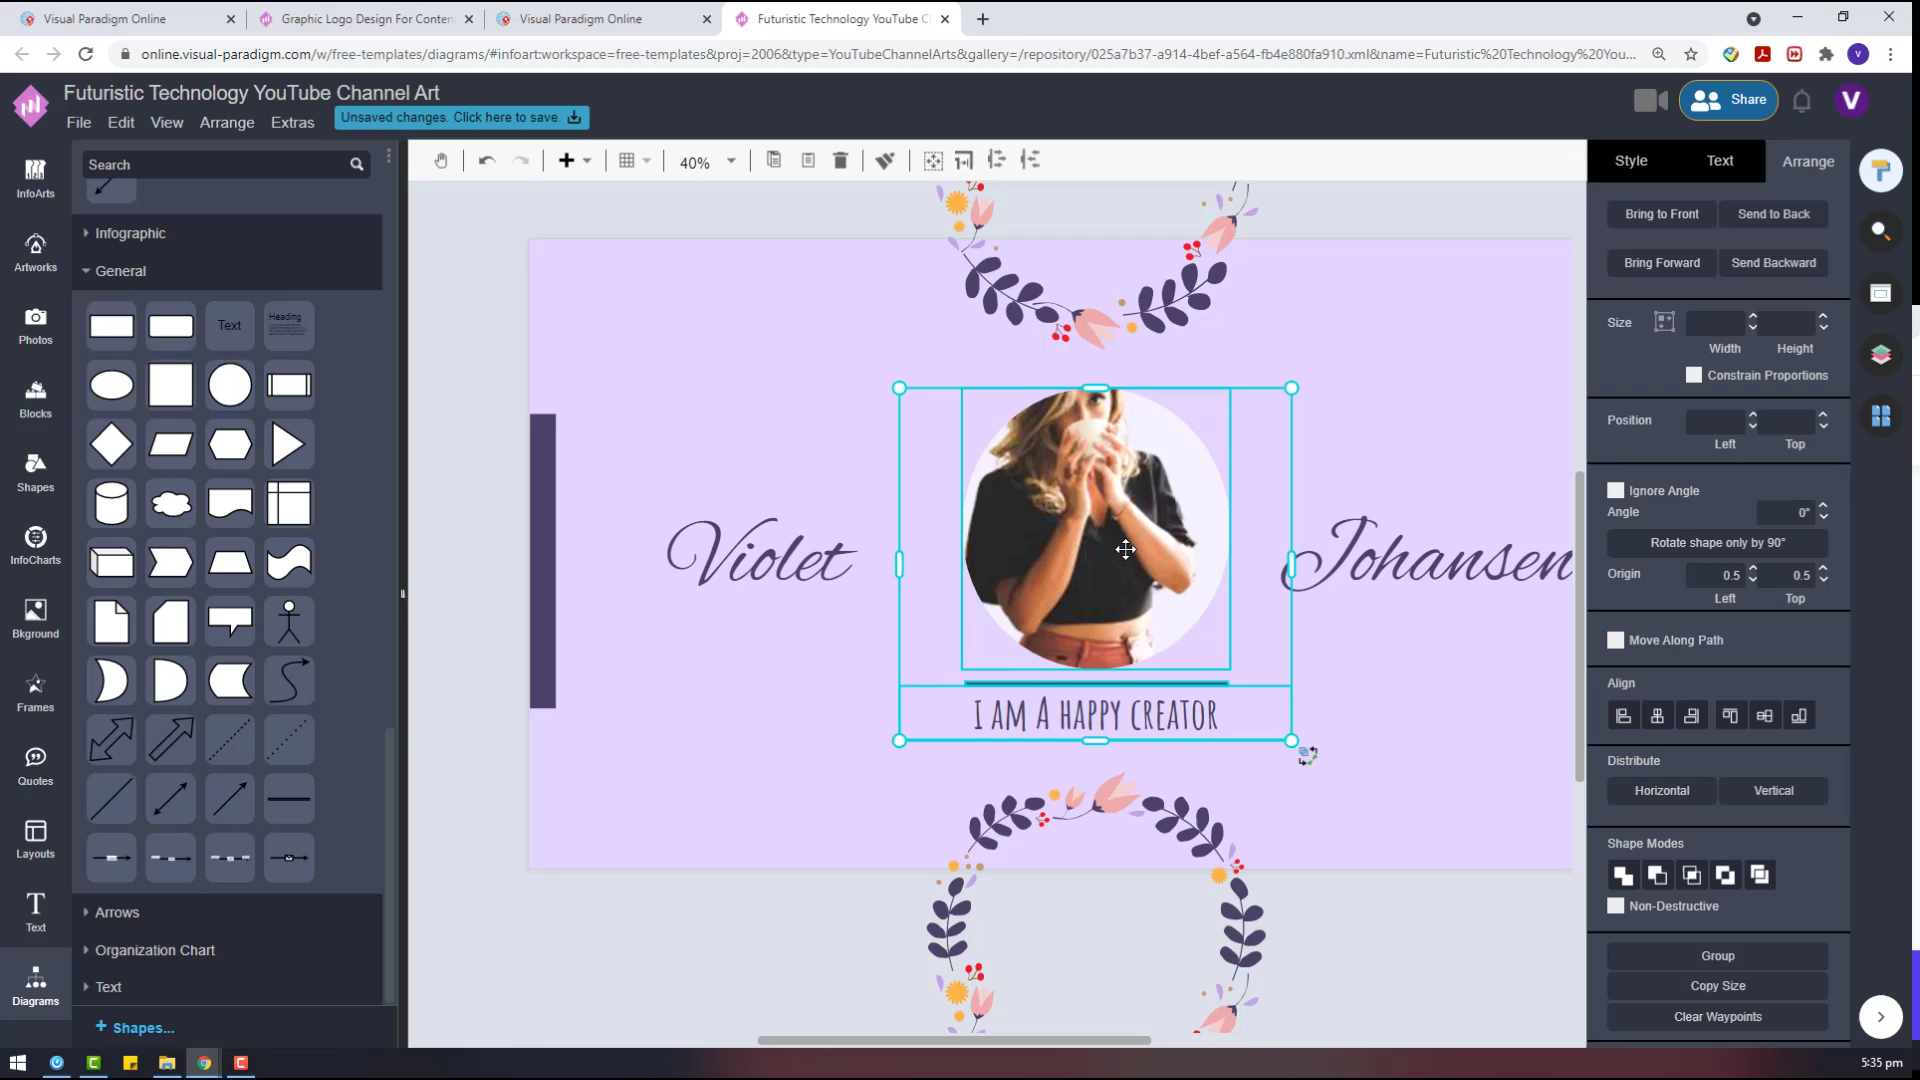 Visual Paradigm Online
Graphic Logo Design For Conten
Visual Paradigm Online
Futuristic Technology YouTube C
online.visual-paradigm.com/w/free-templates/diagrams/#infoart:workspace=free-templates&proj=2006&type=YouTubeChannelArts&gallery=/repository/025a7b37-a914-4bef-a564-fb4e880fa910.xml&name=Futuristic%20Technology%20You...
V
Futuristic Technology YouTube Channel Art
File Edit View Arrange Extras
Unsaved changes. Click here to save.
Share
V
Search
40%
Style Text Arrange
InfoArts
Artworks
Photos
Blocks
Shapes
InfoCharts
Bkground
Frames
Quotes
Layouts
Text
Diagrams
Infographic
General
Text
Heading
Arrows
Organization Chart
Text
+ Shapes...
Violet
Johansen
I AM A HAPPY CREATOR
Bring to Front Send to Back
Bring Forward Send Backward
Size
Width Height
Constrain Proportions
Position
Left Top
Ignore Angle
Angle 0°
Rotate shape only by 90°
Origin 0.5 0.5
Left Top
Move Along Path
Align
Distribute
Horizontal Vertical
Shape Modes
Non-Destructive
Group
Copy Size
Clear Waypoints
5:35 pm